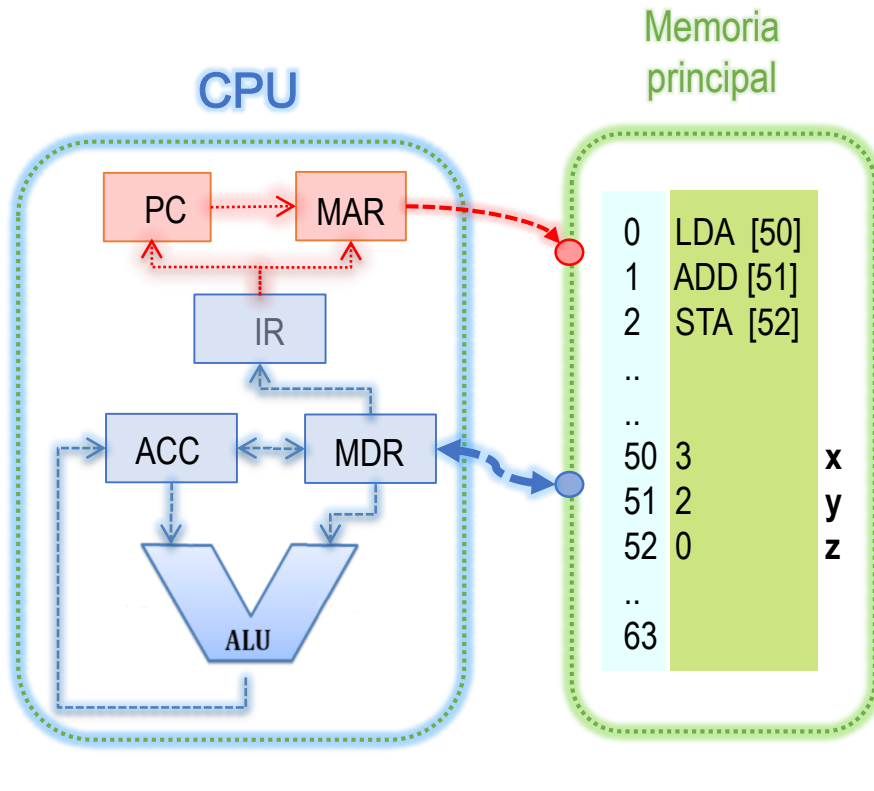 Memoria
principal
CPU
PC
MAR
IR
ACC
MDR
ALU
0 LDA [50]
1 ADD [51]
2 STA [52]
..
..
50 3 x
51 2 y
52 0 z
..
63